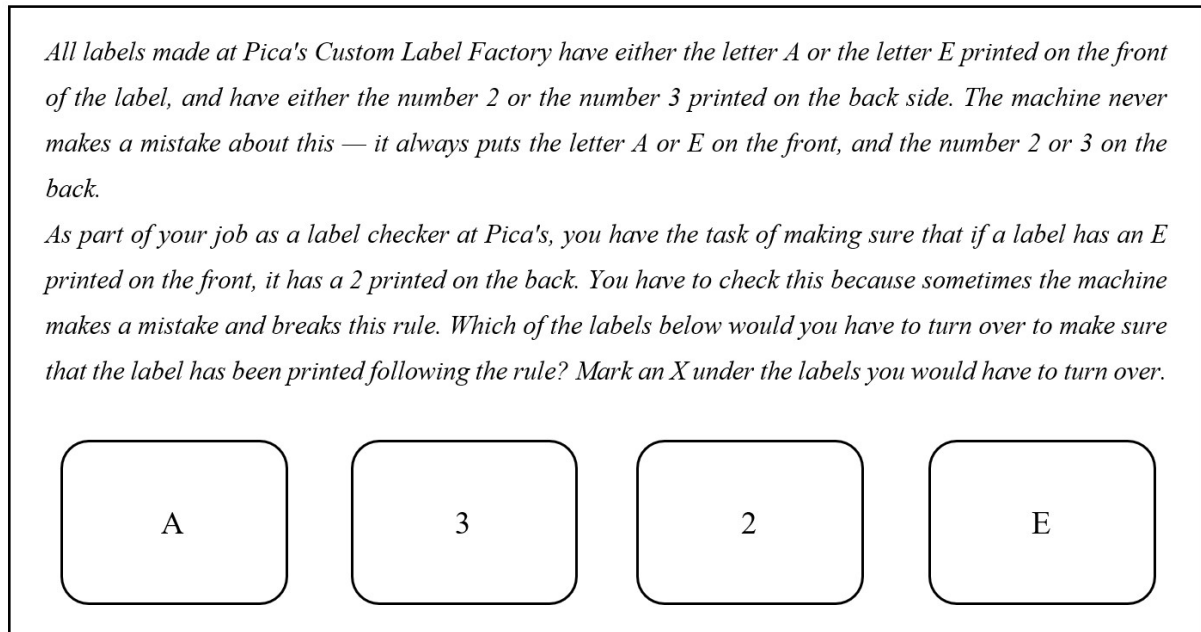 All labels made at Pica's Custom Label Factory have either the letter A or the letter E printed on the front
of the label, and have either the number 2 or the number 3 printed on the back side. The machine never
makes a mistake about this — it always puts the letter A or E on the front, and the number 2 or 3 on the
back.
As part of your job as a label checker at Pica's, you have the task of making sure that if a label has an E
printed on the front, it has a 2 printed on the back. You have to check this because sometimes the machine
makes a mistake and breaks this rule. Which of the labels below would you have to turn over to make sure
that the label has been printed following the rule? Mark an X under the labels you would have to turn over.
A 3 2 E